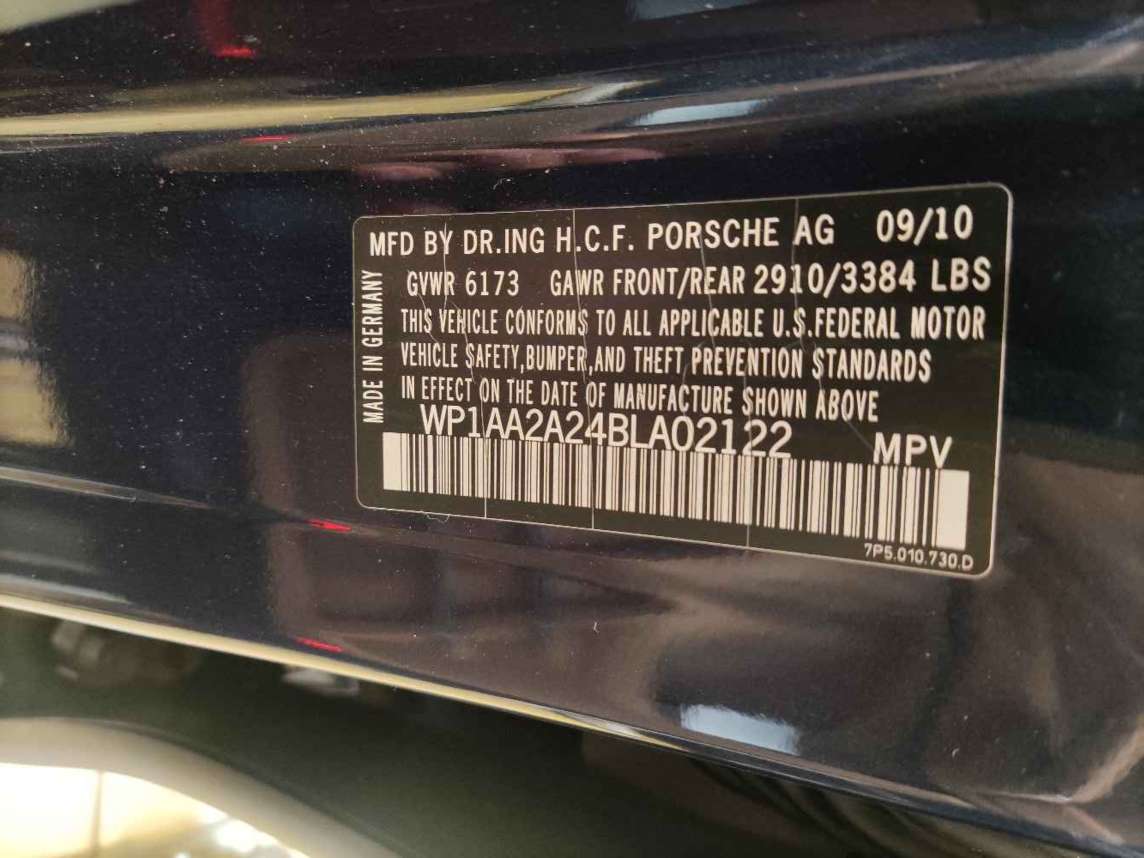 MFD BY DR.ING H.C.F. PORSCHE AG 09/10
GVWR 6173 GAWR FRONT/REAR 2910/3384 LBS
THIS VEHICLE CONFORMS TO ALL APPLICABLE U.S.FEDERAL MOTOR
VEHICLE SAFETY,BUMPER,AND THEFT PREVENTION STANDARDS
IN EFFECT ON THE DATE OF MANUFACTURE SHOWN ABOVE
MADE IN GERMANY
WP1AA2A24BLA02122 MPV
7P5.010.730.D